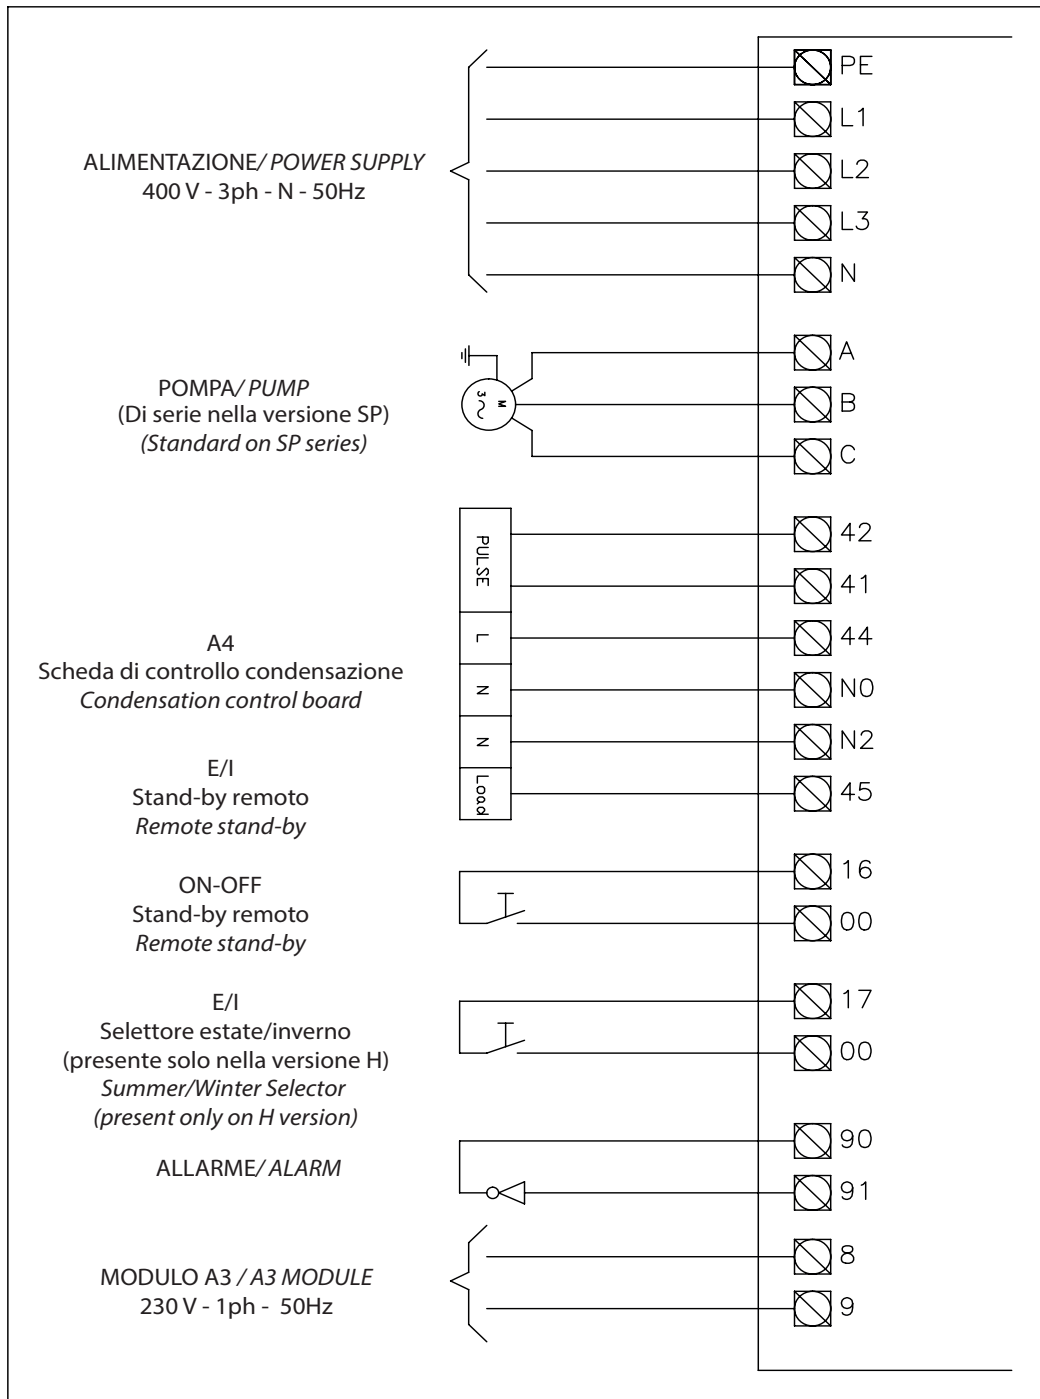 PE
L1
ALIMENTAZIONE/ POWER SUPPLY
400 V - 3ph - N - 50Hz
L2
L3
N
POMPA/ PUMP
(Di serie nella versione SP)
(Standard on SP series)
M
3~
A
B
C
A4
Scheda di controllo condensazione
Condensation control board
E/I
Stand-by remoto
Remote stand-by
PULSE
L
N
N
Load
42
41
44
N0
N2
45
ON-OFF
Stand-by remoto
Remote stand-by
16
00
E/I
Selettore estate/inverno
(presente solo nella versione H)
Summer/Winter Selector
(present only on H version)
17
00
ALLARME/ ALARM
90
91
MODULO A3 / A3 MODULE
230 V - 1ph - 50Hz
8
9